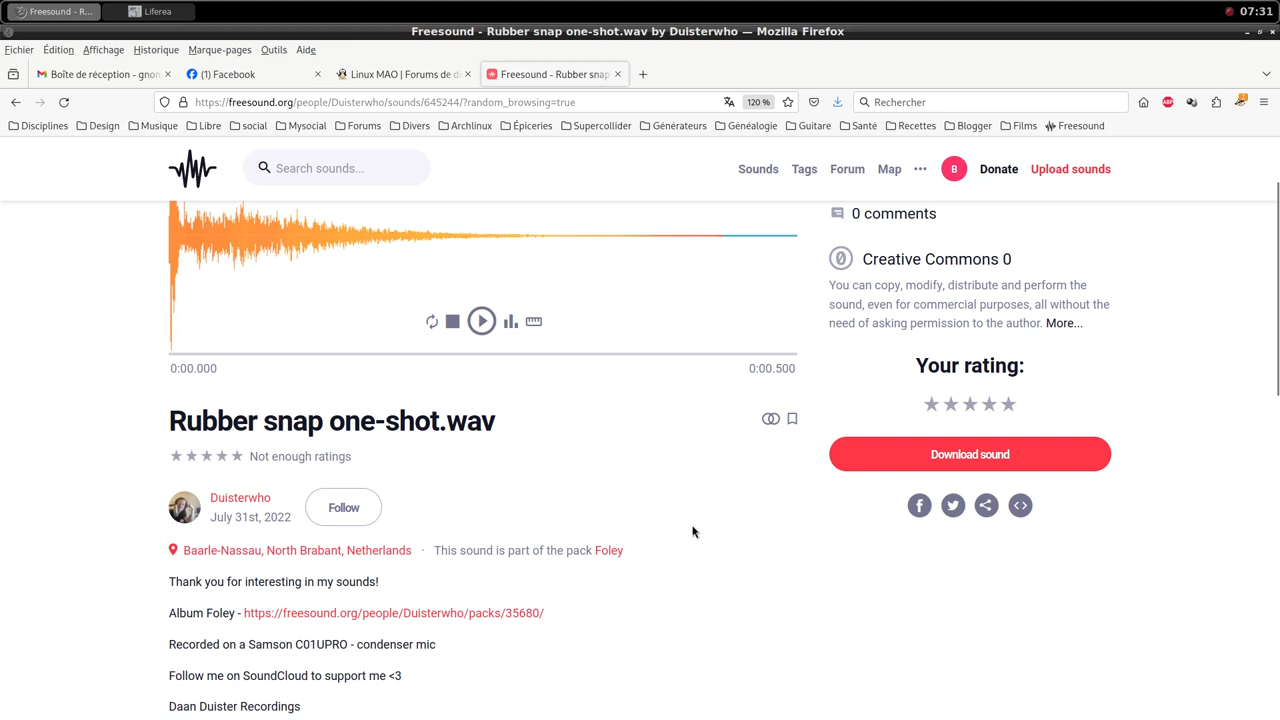 Freesound - R...
Liferea
07:31
Freesound - Rubber snap one-shot.wav by Duisterwho — Mozilla Firefox
Fichier Édition Affichage Historique Marque-pages Outils Aide
Boîte de réception - gnon
(1) Facebook
Linux MAO | Forums de di
Freesound - Rubber snap
https://freesound.org/people/Duisterwho/sounds/645244/?random_browsing=true
120 %
Rechercher
ABP
2
Disciplines Design Musique Libre social Mysocial Forums Divers Archlinux Épiceries Supercollider Générateurs Généalogie Guitare Santé Recettes Blogger Films Freesound
Search sounds...
Sounds Tags Forum Map B Donate Upload sounds
0 comments
Creative Commons 0
You can copy, modify, distribute and perform the
sound, even for commercial purposes, all without the
need of asking permission to the author. More...
0:00.000
0:00.500
Your rating:
Download sound
Rubber snap one-shot.wav
Not enough ratings
Duisterwho
July 31st, 2022
Follow
Baarle-Nassau, North Brabant, Netherlands · This sound is part of the pack Foley
Thank you for interesting in my sounds!
Album Foley - https://freesound.org/people/Duisterwho/packs/35680/
Recorded on a Samson C01UPRO - condenser mic
Follow me on SoundCloud to support me <3
Daan Duister Recordings